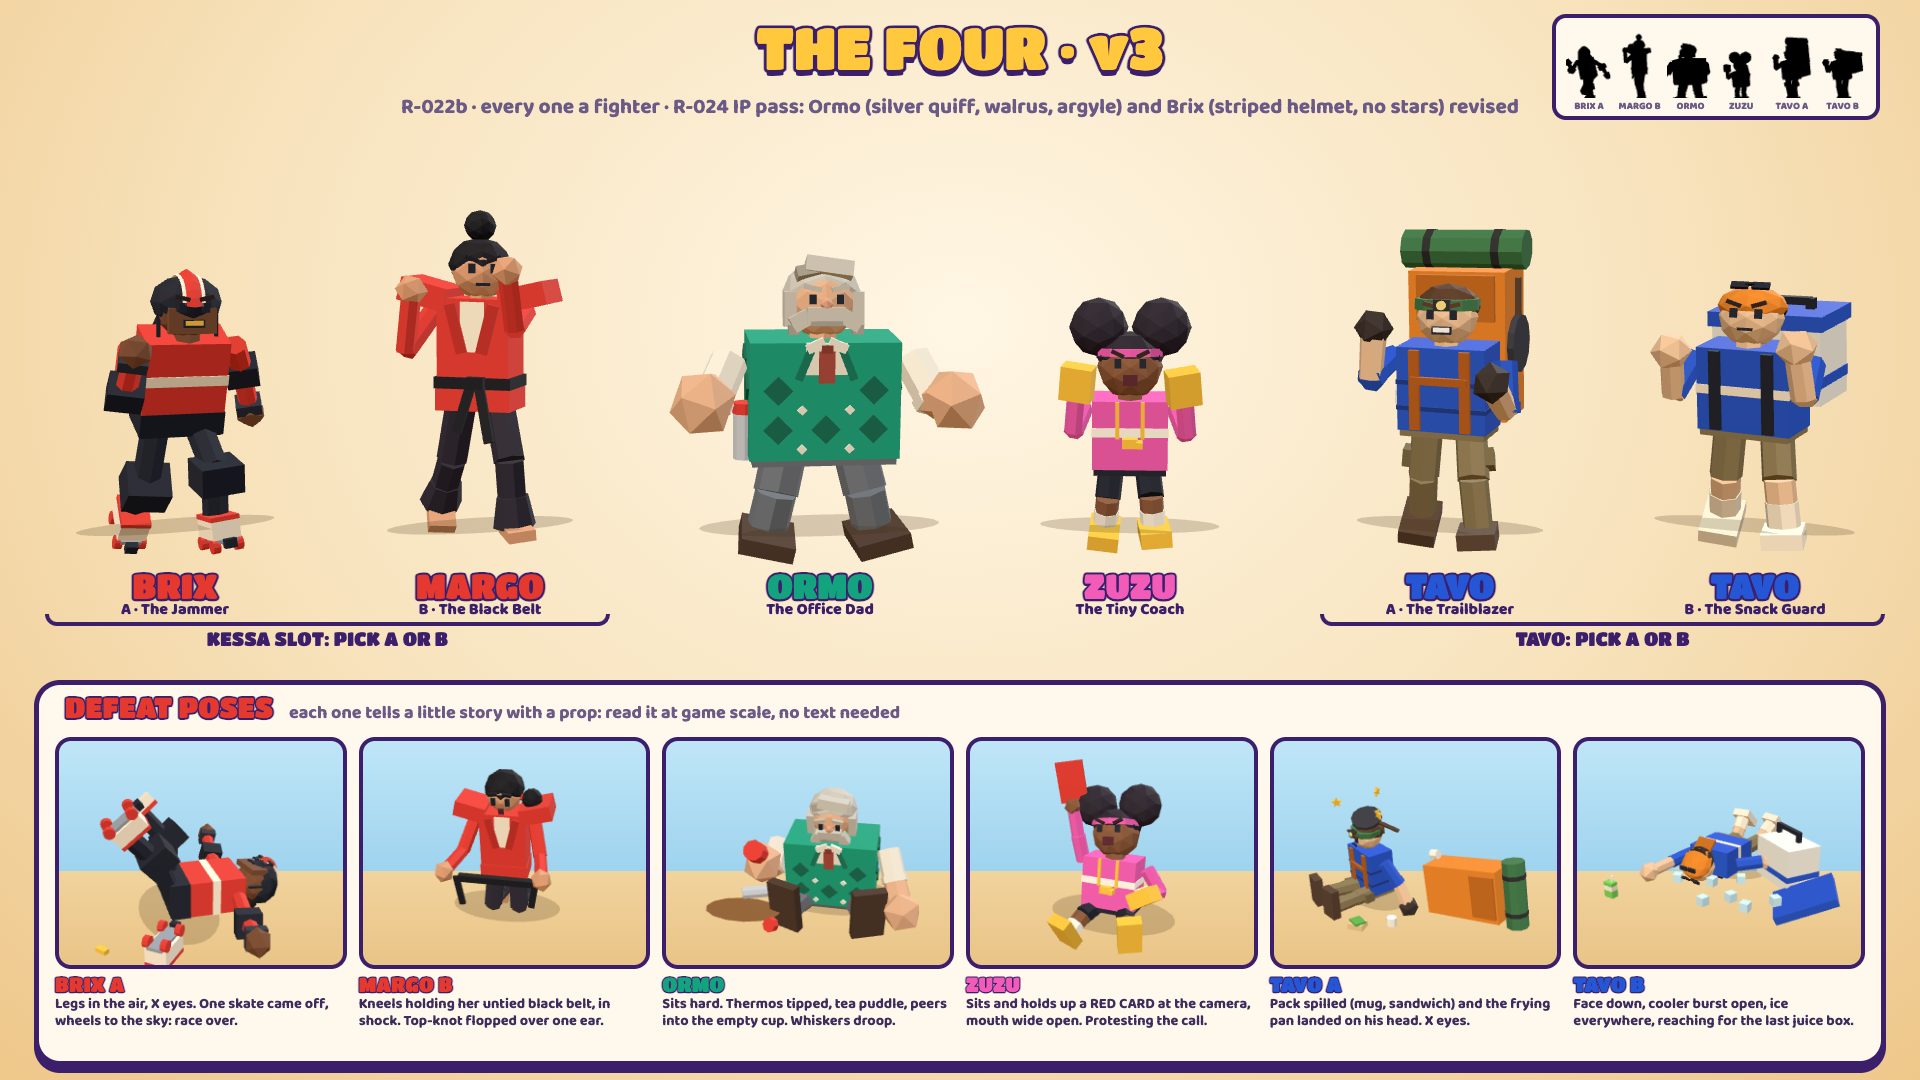 THE FOUR · v3
R-022b · every one a fighter · R-024 IP pass: Ormo (silver quiff, walrus, argyle) and Brix (striped helmet, no stars) revised
BRIX A MARGO B ORMO ZUZU TAVO A TAVO B
BRIX
A · The Jammer
MARGO
B · The Black Belt
ORMO
The Office Dad
ZUZU
The Tiny Coach
TAVO
A · The Trailblazer
TAVO
B · The Snack Guard
KESSA SLOT: PICK A OR B
TAVO: PICK A OR B
DEFEAT POSES
each one tells a little story with a prop: read it at game scale, no text needed
BRIX A
Legs in the air, X eyes. One skate came off,
wheels to the sky: race over.
MARGO B
Kneels holding her untied black belt, in
shock. Top-knot flopped over one ear.
ORMO
Sits hard. Thermos tipped, tea puddle, peers
into the empty cup. Whiskers droop.
ZUZU
Sits and holds up a RED CARD at the camera,
mouth wide open. Protesting the call.
TAVO A
Pack spilled (mug, sandwich) and the frying
pan landed on his head. X eyes.
TAVO B
Face down, cooler burst open, ice
everywhere, reaching for the last juice box.